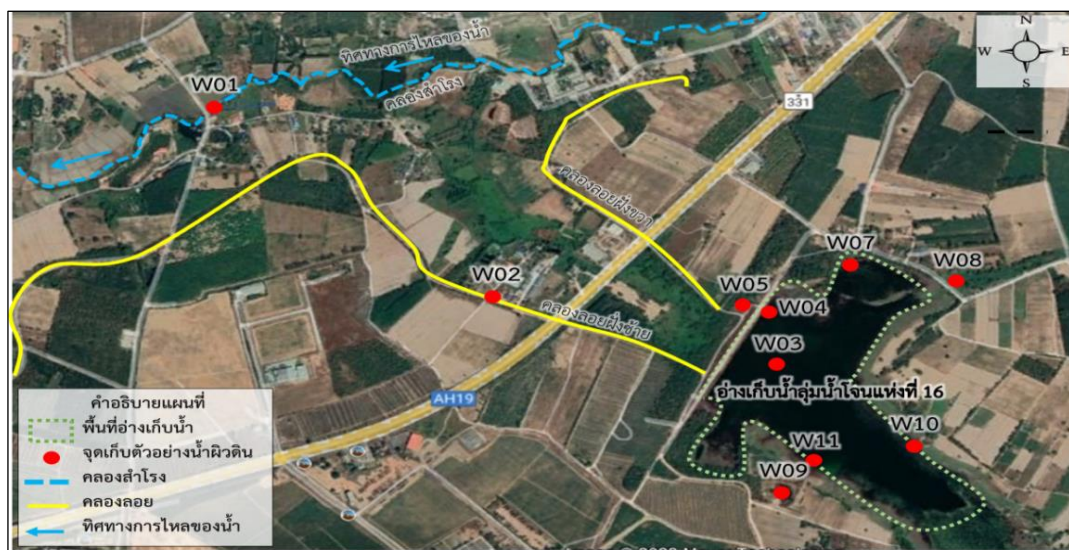 ทิศทางการไหลของน้ำ
N
W E
S
W01
คลองสำโรง
331
คลองลอยฝั่งขวา
W07
W08
W02
W05
W04
คลองลอยฝั่งซ้าย
W03
อ่างเก็บน้ำลุ่มน้ำโจนแห่งที่ 16
AH19
W10
W11
W09
คำอธิบายแผนที่
พื้นที่อ่างเก็บน้ำ
จุดเก็บตัวอย่างน้ำผิวดิน
คลองสำโรง
คลองลอย
ทิศทางการไหลของน้ำ